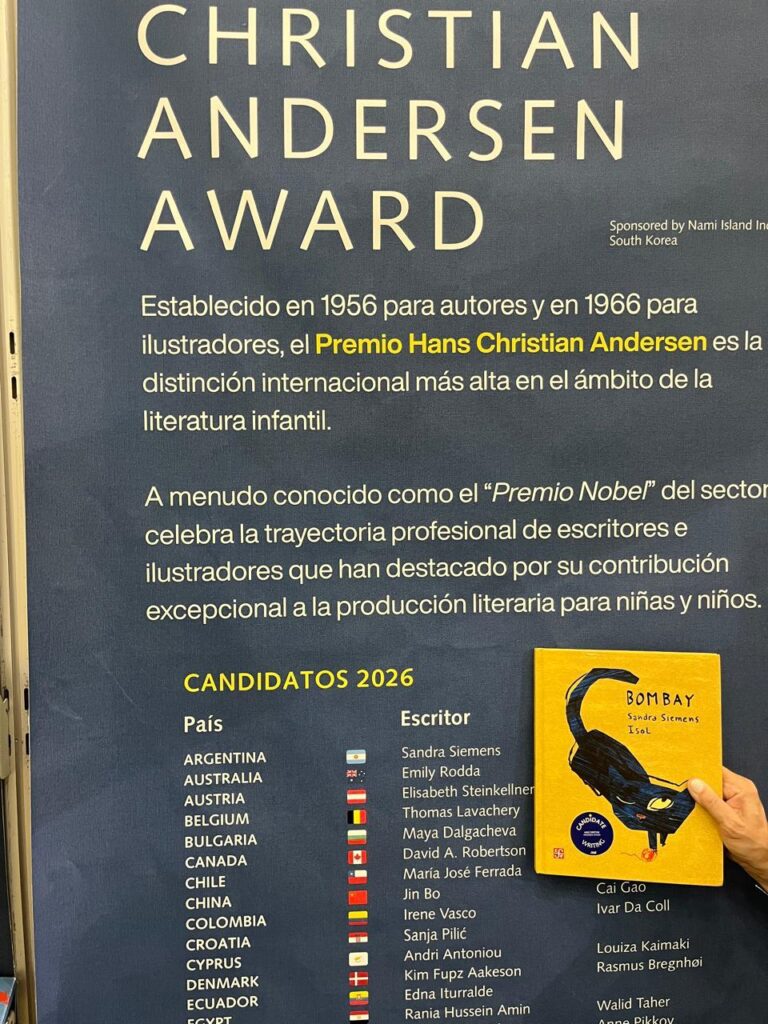 CHRISTIAN
ANDERSEN
AWARD
Sponsored by Nami Island
South Korea
Establecido en 1956 para autores y en 1966 para
ilustradores, el Premio Hans Christian Andersen es la
distinción internacional más alta en el ámbito de la
literatura infantil.
A menudo conocido como el “Premio Nobel” del sector
celebra la trayectoria profesional de escritores e
ilustradores que han destacado por su contribución
excepcional a la producción literaria para niñas y niños.
CANDIDATOS 2026
País Escritor
ARGENTINA Sandra Siemens
AUSTRALIA Emily Rodda
AUSTRIA Elisabeth Steinkellner
BELGIUM Thomas Lavachery
BULGARIA Maya Dalgacheva
CANADA David A. Robertson
CHILE María José Ferrada
CHINA Jin Bo Cai Gao
COLOMBIA Irene Vasco Ivar Da Coll
CROATIA Sanja Pilić
CYPRUS Andri Antoniou Louiza Kaimaki
DENMARK Kim Fupz Aakeson Rasmus Bregnhøi
ECUADOR Edna Iturralde
EGYPT Rania Hussein Amin Walid Taher
Anne Pikkov
BOMBAY
Sandra Siemens
Isol
CANDIDATE
WRITING